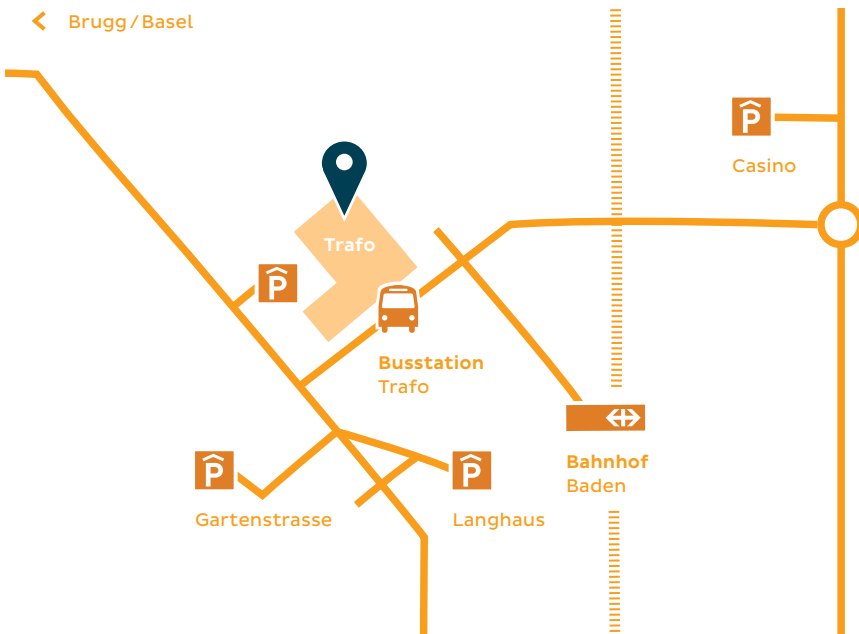 Brugg / Basel
P
Casino
Trafo
P
Busstation
Trafo
Bahnhof
Baden
P
Gartenstrasse
P
Langhaus